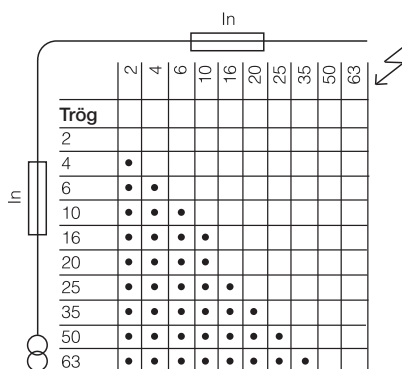 In
2 4 6 10 16 20 25 35 50 63
Trög
2
In
4 •
6 • •
10 • • •
16 • • • •
20 • • • •
25 • • • • •
35 • • • • • •
50 • • • • • • •
63 • • • • • • • •